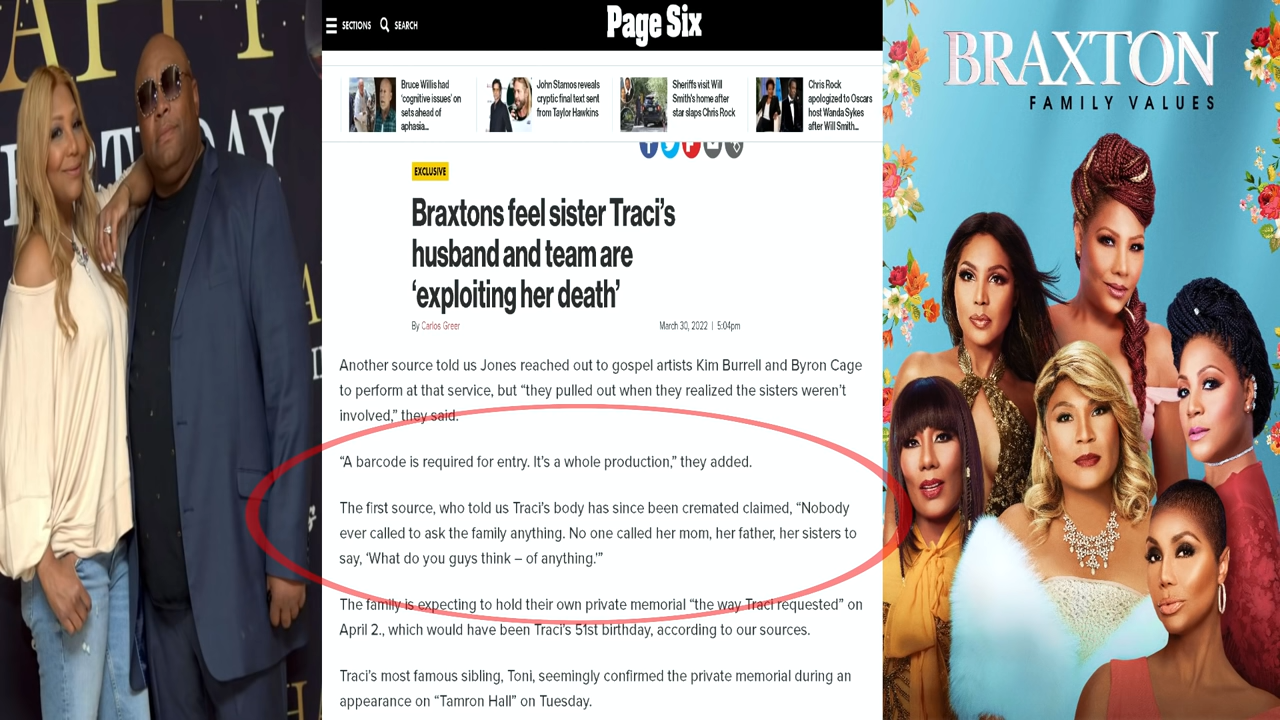 SECTIONS
SEARCH
Page Six
Bruce Willis had
'cognitive issues' on
sets ahead of
aphasia...
John Stamos reveals
cryptic final text sent
from Taylor Hawkins
Sheriffs visit Will
Smith's home after
star slaps Chris Rock
Chris Rock
apologized to Oscars
host Wanda Sykes
after Will Smith...
EXCLUSIVE
Braxtons feel sister Traci's
husband and team are
'exploiting her death'
By Carlos Greer
March 30, 2022 | 5:04pm
Another source told us Jones reached out to gospel artists Kim Burrell and Byron Cage
to perform at that service, but “they pulled out when they realized the sisters weren’t
involved,” they said.
“A barcode is required for entry. It’s a whole production,” they added.
The first source, who told us Traci’s body has since been cremated claimed, “Nobody
ever called to ask the family anything. No one called her mom, her father, her sisters to
say, ‘What do you guys think – of anything.’”
The family is expecting to hold their own private memorial “the way Traci requested” on
April 2., which would have been Traci’s 51st birthday, according to our sources.
Traci’s most famous sibling, Toni, seemingly confirmed the private memorial during an
appearance on “Tamron Hall” on Tuesday.
BRAXTON
FAMILY VALUES